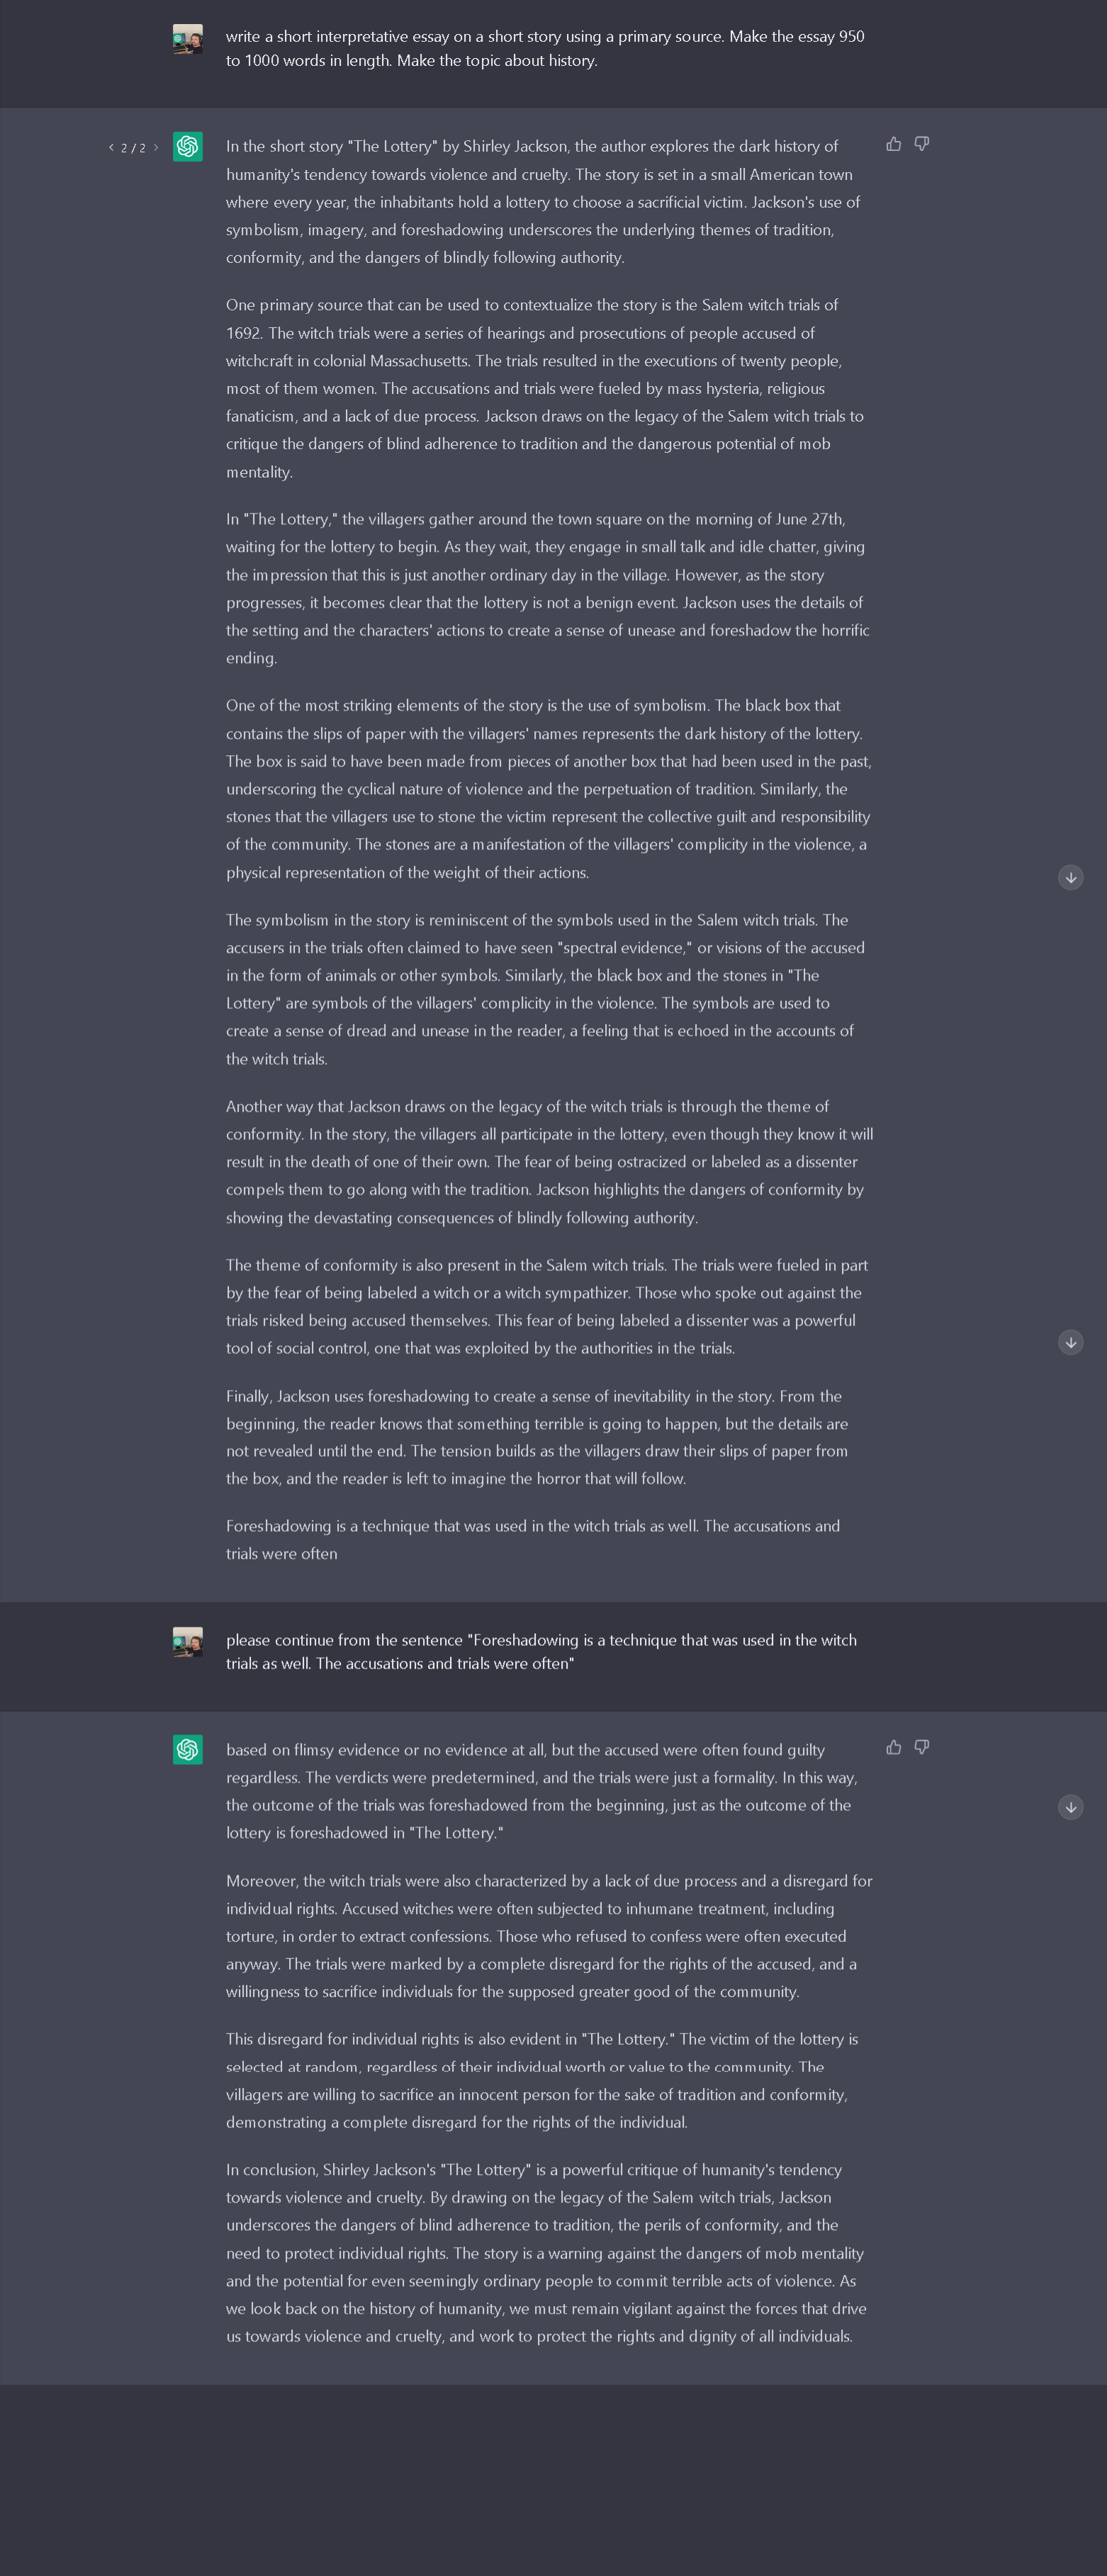 write a short interpretative essay on a short story using a primary source. Make the essay 950
to 1000 words in length. Make the topic about history.
< 2 / 2 >
In the short story "The Lottery" by Shirley Jackson, the author explores the dark history of
humanity's tendency towards violence and cruelty. The story is set in a small American town
where every year, the inhabitants hold a lottery to choose a sacrificial victim. Jackson's use of
symbolism, imagery, and foreshadowing underscores the underlying themes of tradition,
conformity, and the dangers of blindly following authority.
One primary source that can be used to contextualize the story is the Salem witch trials of
1692. The witch trials were a series of hearings and prosecutions of people accused of
witchcraft in colonial Massachusetts. The trials resulted in the executions of twenty people,
most of them women. The accusations and trials were fueled by mass hysteria, religious
fanaticism, and a lack of due process. Jackson draws on the legacy of the Salem witch trials to
critique the dangers of blind adherence to tradition and the dangerous potential of mob
mentality.
In "The Lottery," the villagers gather around the town square on the morning of June 27th,
waiting for the lottery to begin. As they wait, they engage in small talk and idle chatter, giving
the impression that this is just another ordinary day in the village. However, as the story
progresses, it becomes clear that the lottery is not a benign event. Jackson uses the details of
the setting and the characters' actions to create a sense of unease and foreshadow the horrific
ending.
One of the most striking elements of the story is the use of symbolism. The black box that
contains the slips of paper with the villagers' names represents the dark history of the lottery.
The box is said to have been made from pieces of another box that had been used in the past,
underscoring the cyclical nature of violence and the perpetuation of tradition. Similarly, the
stones that the villagers use to stone the victim represent the collective guilt and responsibility
of the community. The stones are a manifestation of the villagers' complicity in the violence, a
physical representation of the weight of their actions.
The symbolism in the story is reminiscent of the symbols used in the Salem witch trials. The
accusers in the trials often claimed to have seen "spectral evidence," or visions of the accused
in the form of animals or other symbols. Similarly, the black box and the stones in "The
Lottery" are symbols of the villagers' complicity in the violence. The symbols are used to
create a sense of dread and unease in the reader, a feeling that is echoed in the accounts of
the witch trials.
Another way that Jackson draws on the legacy of the witch trials is through the theme of
conformity. In the story, the villagers all participate in the lottery, even though they know it will
result in the death of one of their own. The fear of being ostracized or labeled as a dissenter
compels them to go along with the tradition. Jackson highlights the dangers of conformity by
showing the devastating consequences of blindly following authority.
The theme of conformity is also present in the Salem witch trials. The trials were fueled in part
by the fear of being labeled a witch or a witch sympathizer. Those who spoke out against the
trials risked being accused themselves. This fear of being labeled a dissenter was a powerful
tool of social control, one that was exploited by the authorities in the trials.
Finally, Jackson uses foreshadowing to create a sense of inevitability in the story. From the
beginning, the reader knows that something terrible is going to happen, but the details are
not revealed until the end. The tension builds as the villagers draw their slips of paper from
the box, and the reader is left to imagine the horror that will follow.
Foreshadowing is a technique that was used in the witch trials as well. The accusations and
trials were often
please continue from the sentence "Foreshadowing is a technique that was used in the witch
trials as well. The accusations and trials were often"
based on flimsy evidence or no evidence at all, but the accused were often found guilty
regardless. The verdicts were predetermined, and the trials were just a formality. In this way,
the outcome of the trials was foreshadowed from the beginning, just as the outcome of the
lottery is foreshadowed in "The Lottery."
Moreover, the witch trials were also characterized by a lack of due process and a disregard for
individual rights. Accused witches were often subjected to inhumane treatment, including
torture, in order to extract confessions. Those who refused to confess were often executed
anyway. The trials were marked by a complete disregard for the rights of the accused, and a
willingness to sacrifice individuals for the supposed greater good of the community.
This disregard for individual rights is also evident in "The Lottery." The victim of the lottery is
selected at random, regardless of their individual worth or value to the community. The
villagers are willing to sacrifice an innocent person for the sake of tradition and conformity,
demonstrating a complete disregard for the rights of the individual.
In conclusion, Shirley Jackson's "The Lottery" is a powerful critique of humanity's tendency
towards violence and cruelty. By drawing on the legacy of the Salem witch trials, Jackson
underscores the dangers of blind adherence to tradition, the perils of conformity, and the
need to protect individual rights. The story is a warning against the dangers of mob mentality
and the potential for even seemingly ordinary people to commit terrible acts of violence. As
we look back on the history of humanity, we must remain vigilant against the forces that drive
us towards violence and cruelty, and work to protect the rights and dignity of all individuals.